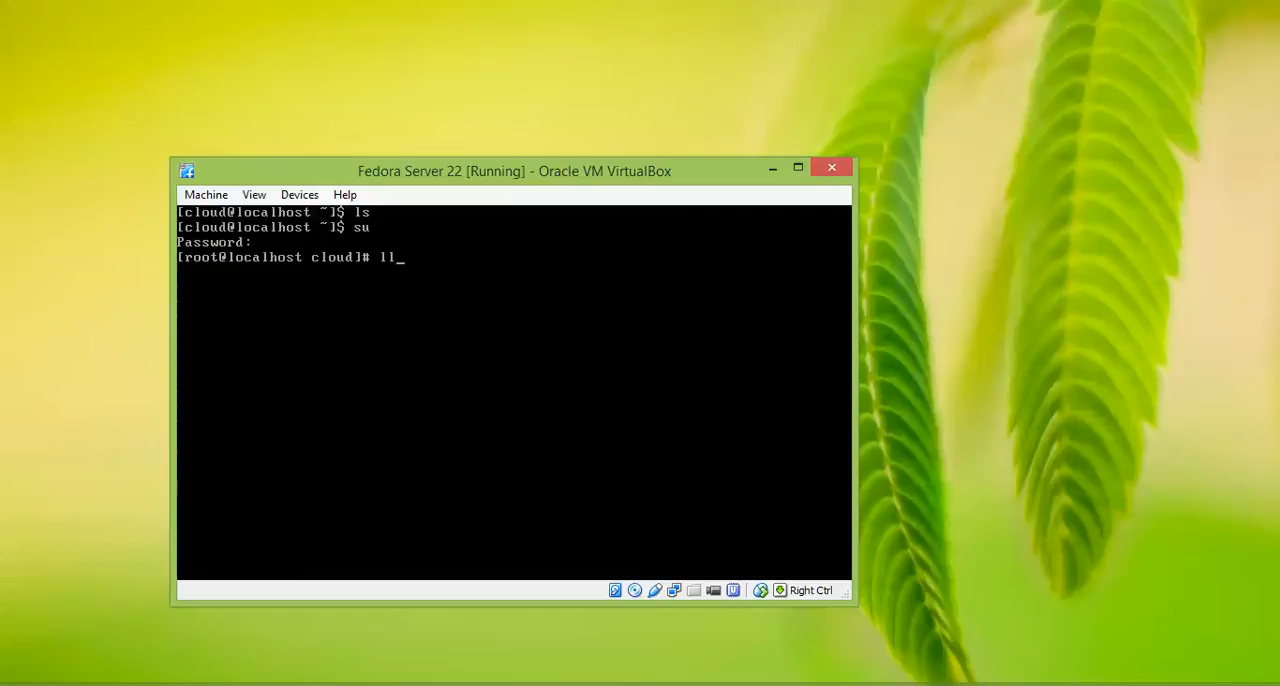 Fedora Server 22 [Running] - Oracle VM VirtualBox
Machine View Devices Help
[cloud@localhost ~]$ ls
[cloud@localhost ~]$ su
Password:
[root@localhost cloud]# ll_
Right Ctrl